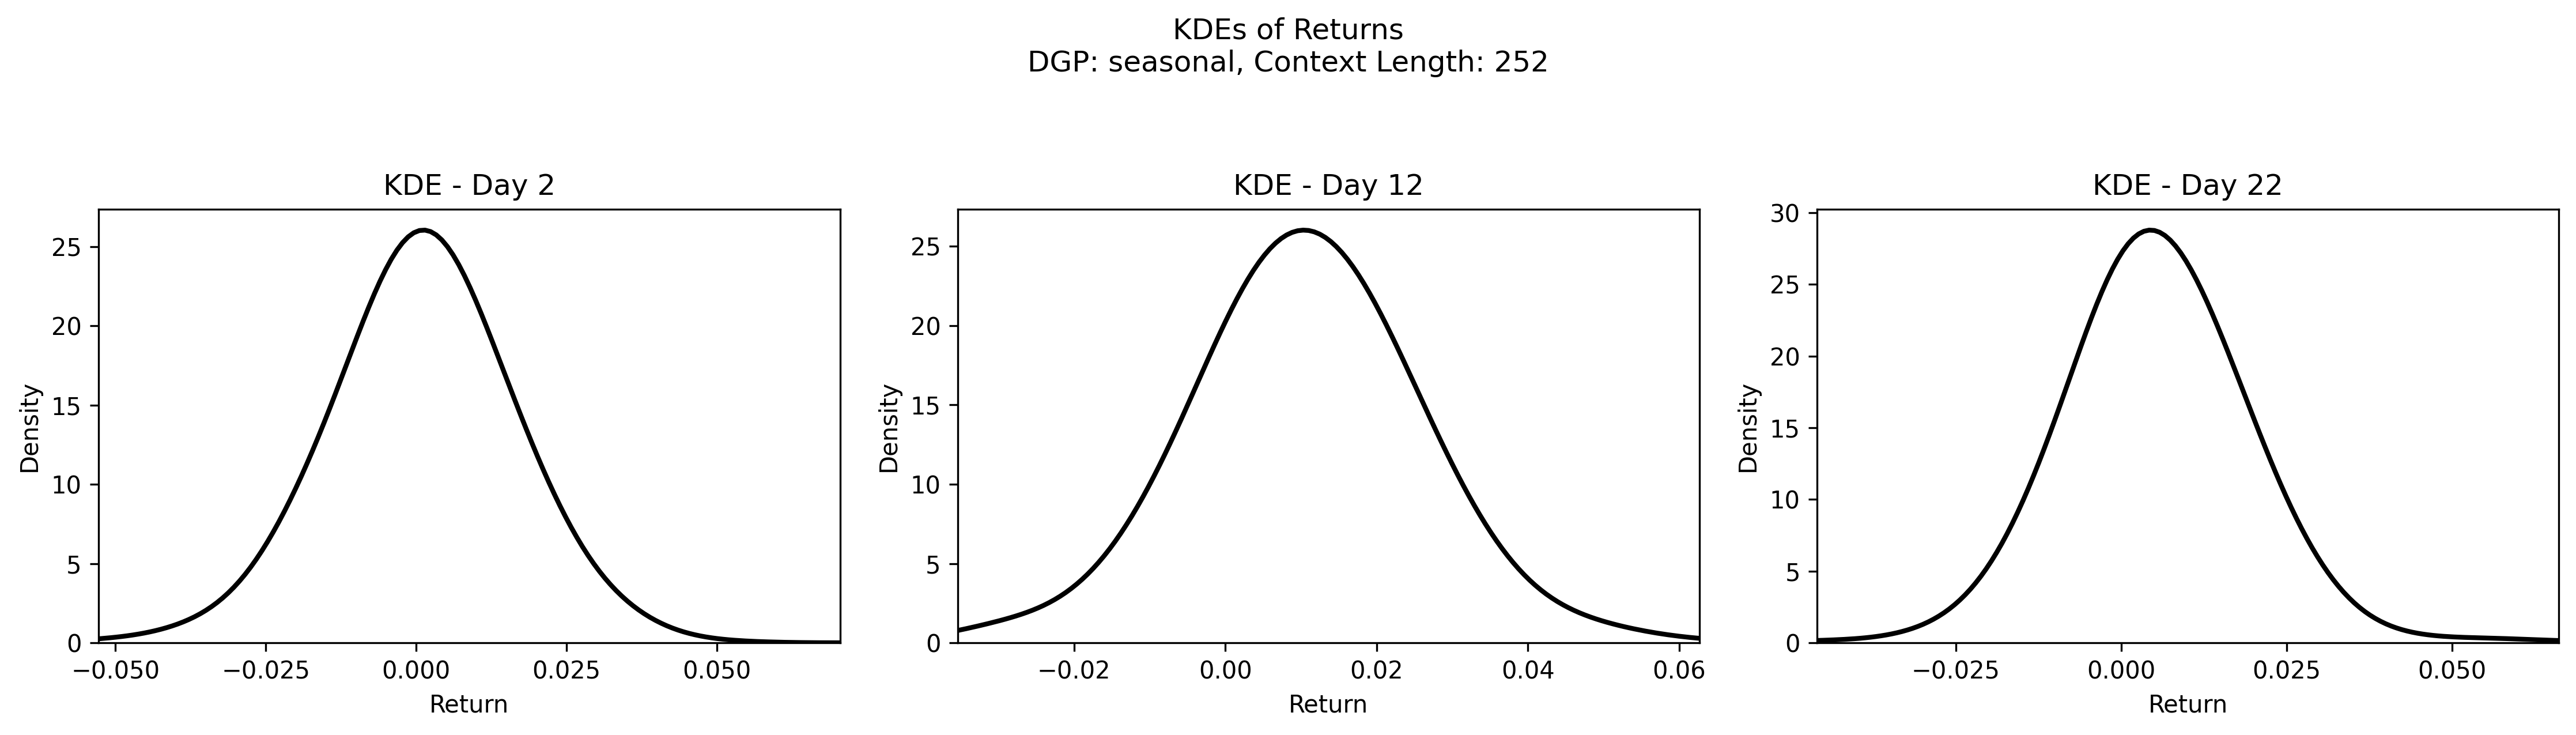 KDEs of Returns
DGP: seasonal, Context Length: 252
KDE - Day 2
25
20
15
10
5
0
Density
−0.050 −0.025 0.000 0.025 0.050
Return
KDE - Day 12
25
20
15
10
5
0
Density
−0.02 0.00 0.02 0.04 0.06
Return
KDE - Day 22
30
25
20
15
10
5
0
Density
−0.025 0.000 0.025 0.050
Return